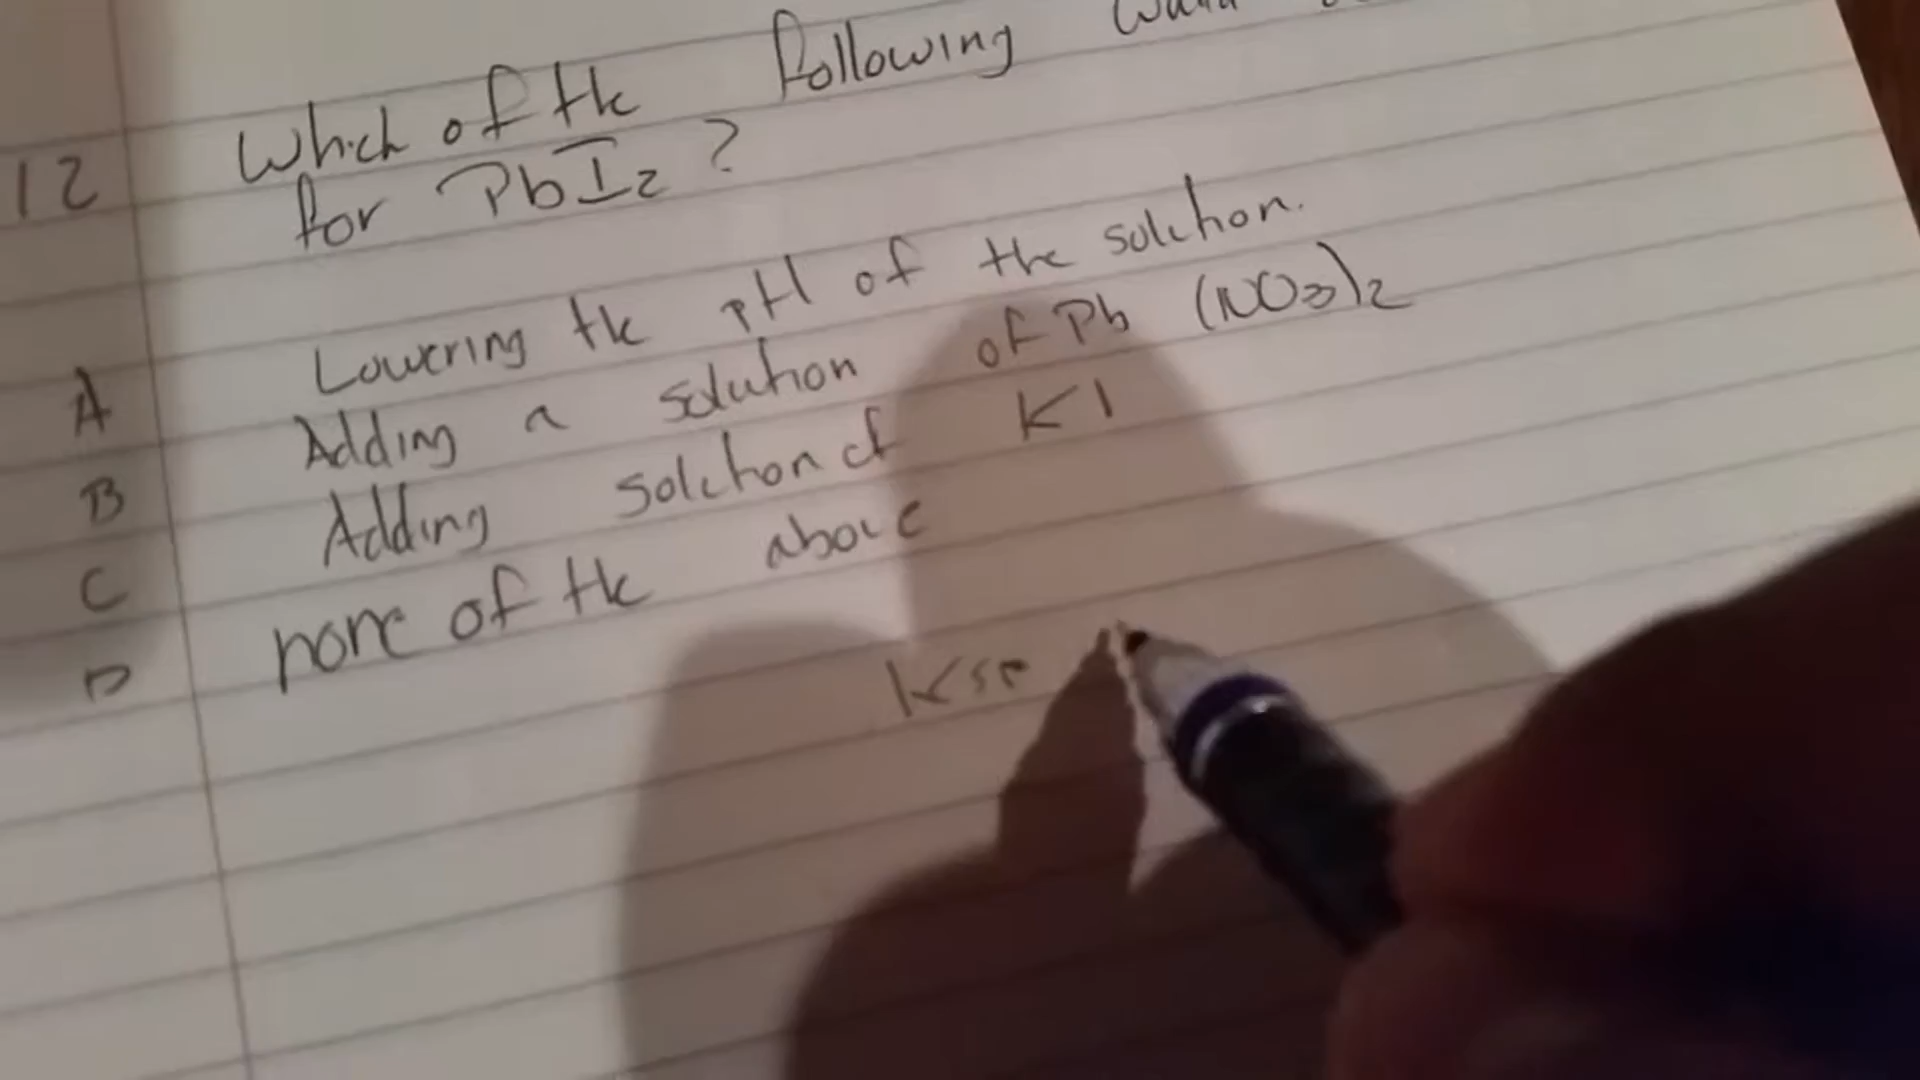 12 Which of the following
for PbI2?
A Lowering the pH of the solution.
B Adding a solution of Pb (NO3)2
C Adding solution of KI
D none of the above
Ksp